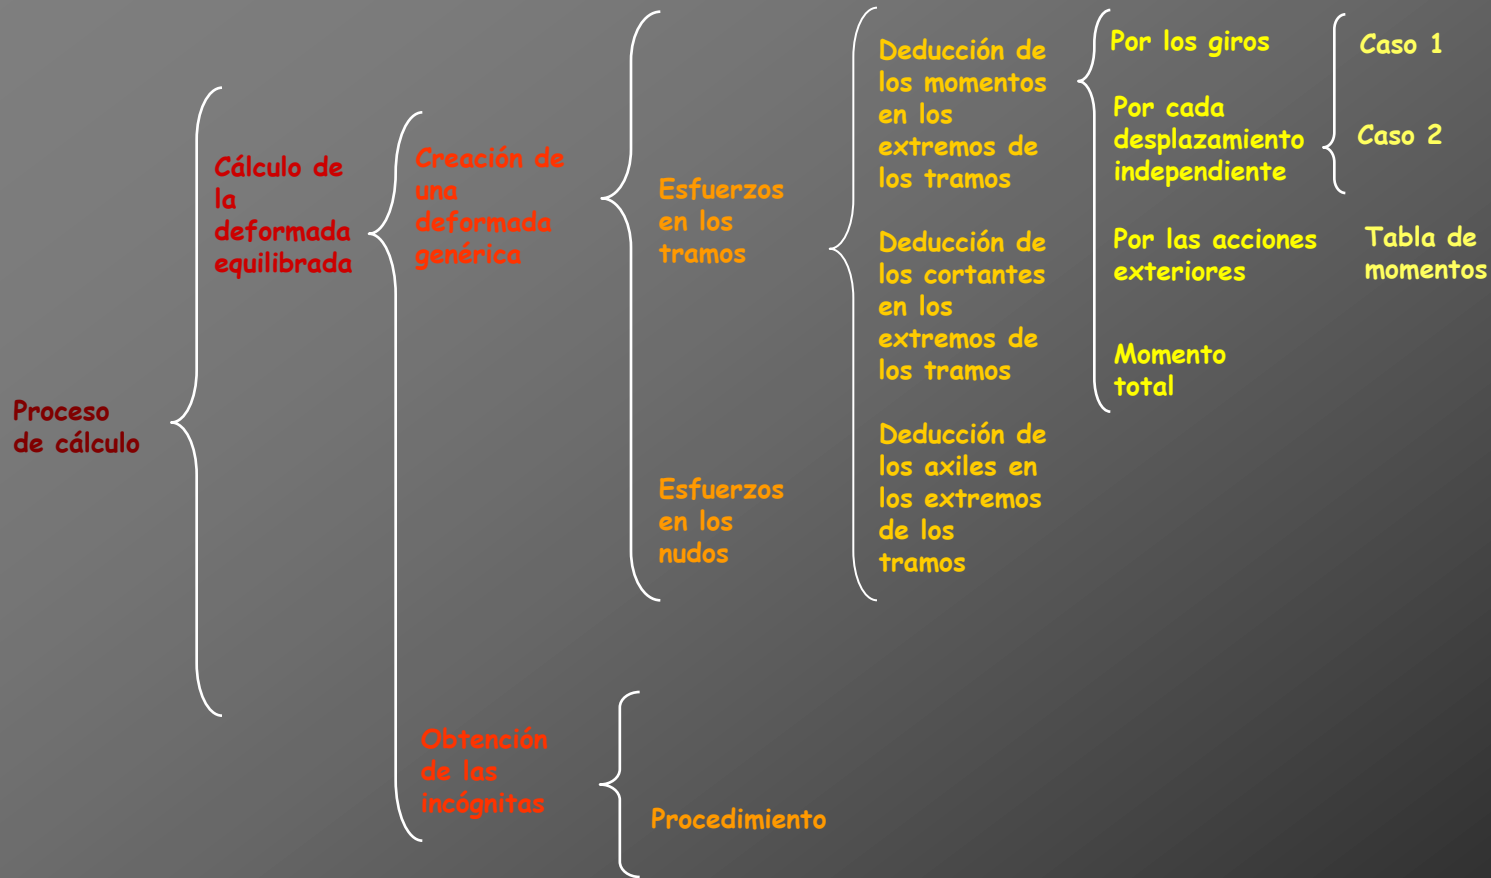 Proceso
de cálculo
Cálculo de
la
deformada
equilibrada
Creación de
una
deformada
genérica
Esfuerzos
en los
tramos
Deducción de
los momentos
en los
extremos de
los tramos
Por los giros
Por cada
desplazamiento
independiente
Caso 1
Caso 2
Por las acciones
exteriores
Tabla de
momentos
Momento
total
Deducción de
los cortantes
en los
extremos de
los tramos
Deducción de
los axiles en
los extremos
de los
tramos
Esfuerzos
en los
nudos
Obtención
de las
incógnitas
Procedimiento